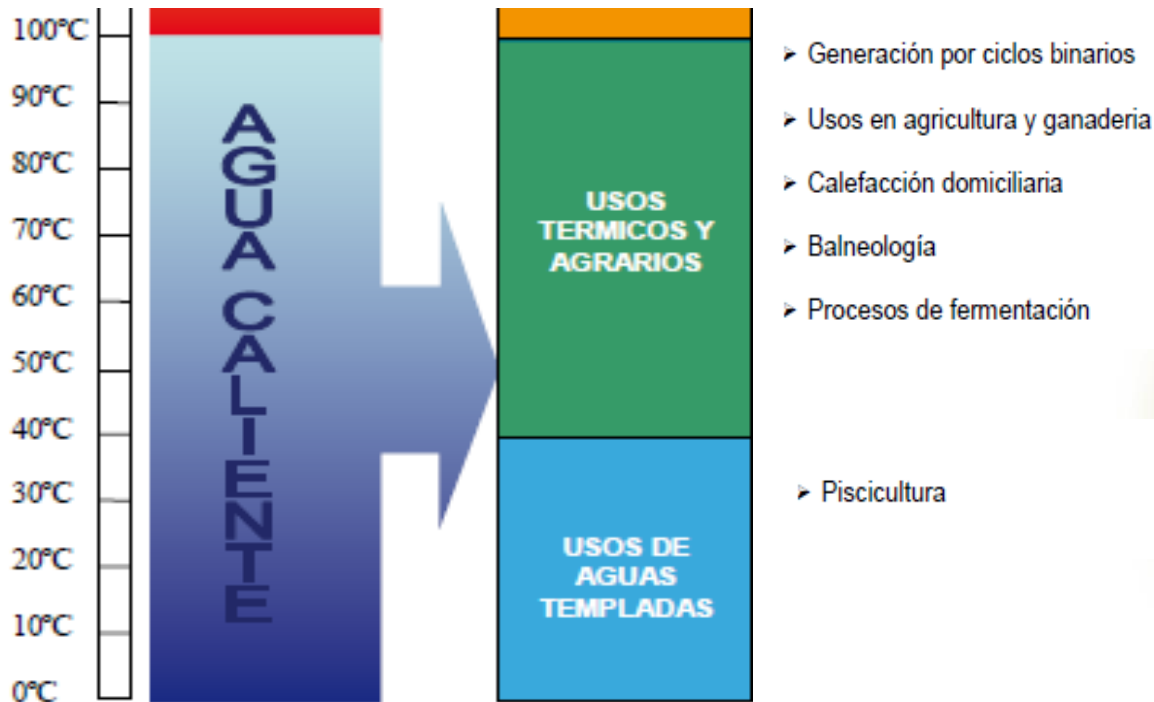 100°C
90°C
80°C
70°C
60°C
50°C
40°C
30°C
20°C
10°C
0°C
AGUA CALIENTE
USOS
TERMICOS Y
AGRARIOS
USOS DE
AGUAS
TEMPLADAS
➢ Generación por ciclos binarios
➢ Usos en agricultura y ganaderia
➢ Calefacción domiciliaria
➢ Balneología
➢ Procesos de fermentación
➢ Piscicultura